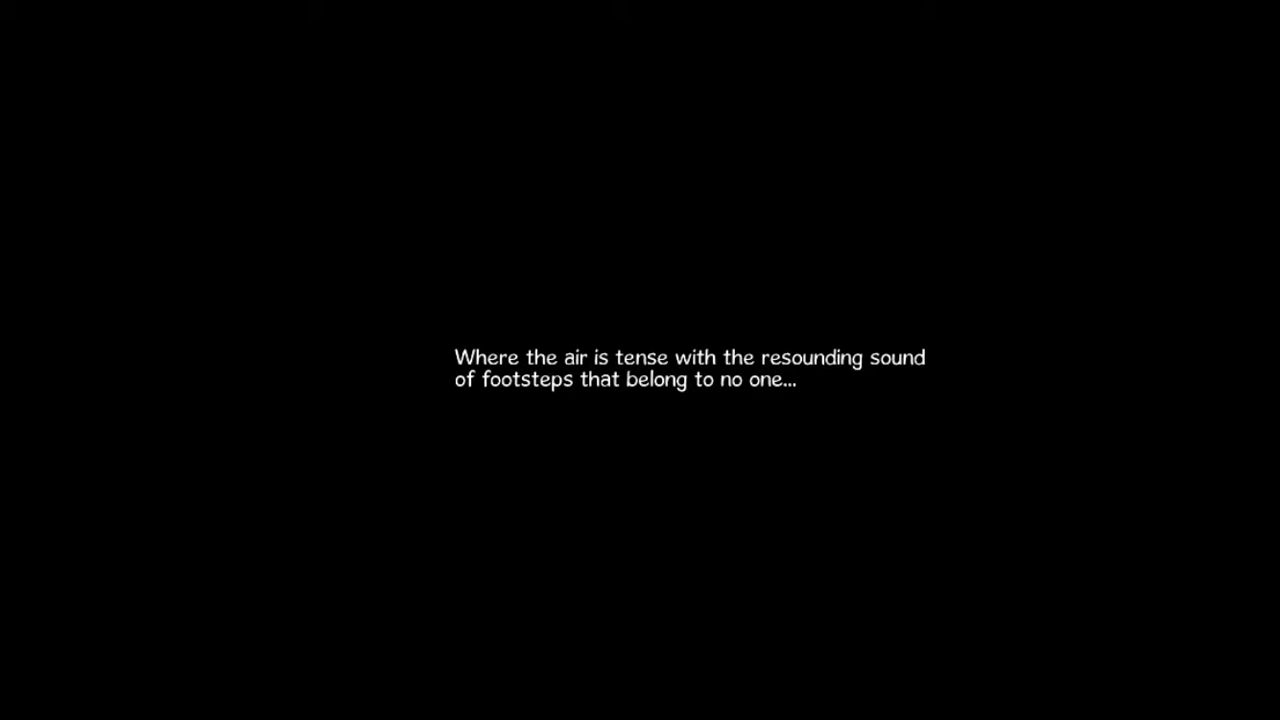 Where the air is tense with the resounding sound
of footsteps that belong to no one...